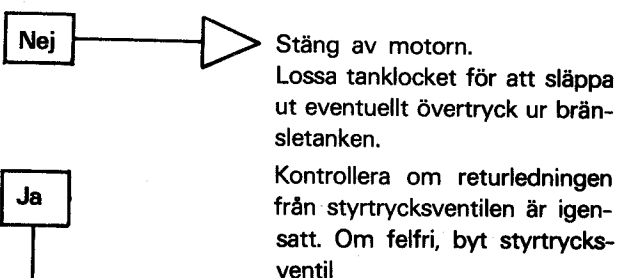 Nej
Stäng av motorn.
Lossa tanklocket för att släppa
ut eventuellt övertryck ur brän-
sletanken.
Ja
Kontrollera om returledningen
från styrtrycksventilen är igen-
satt. Om felfri, byt styrtrycks-
ventil